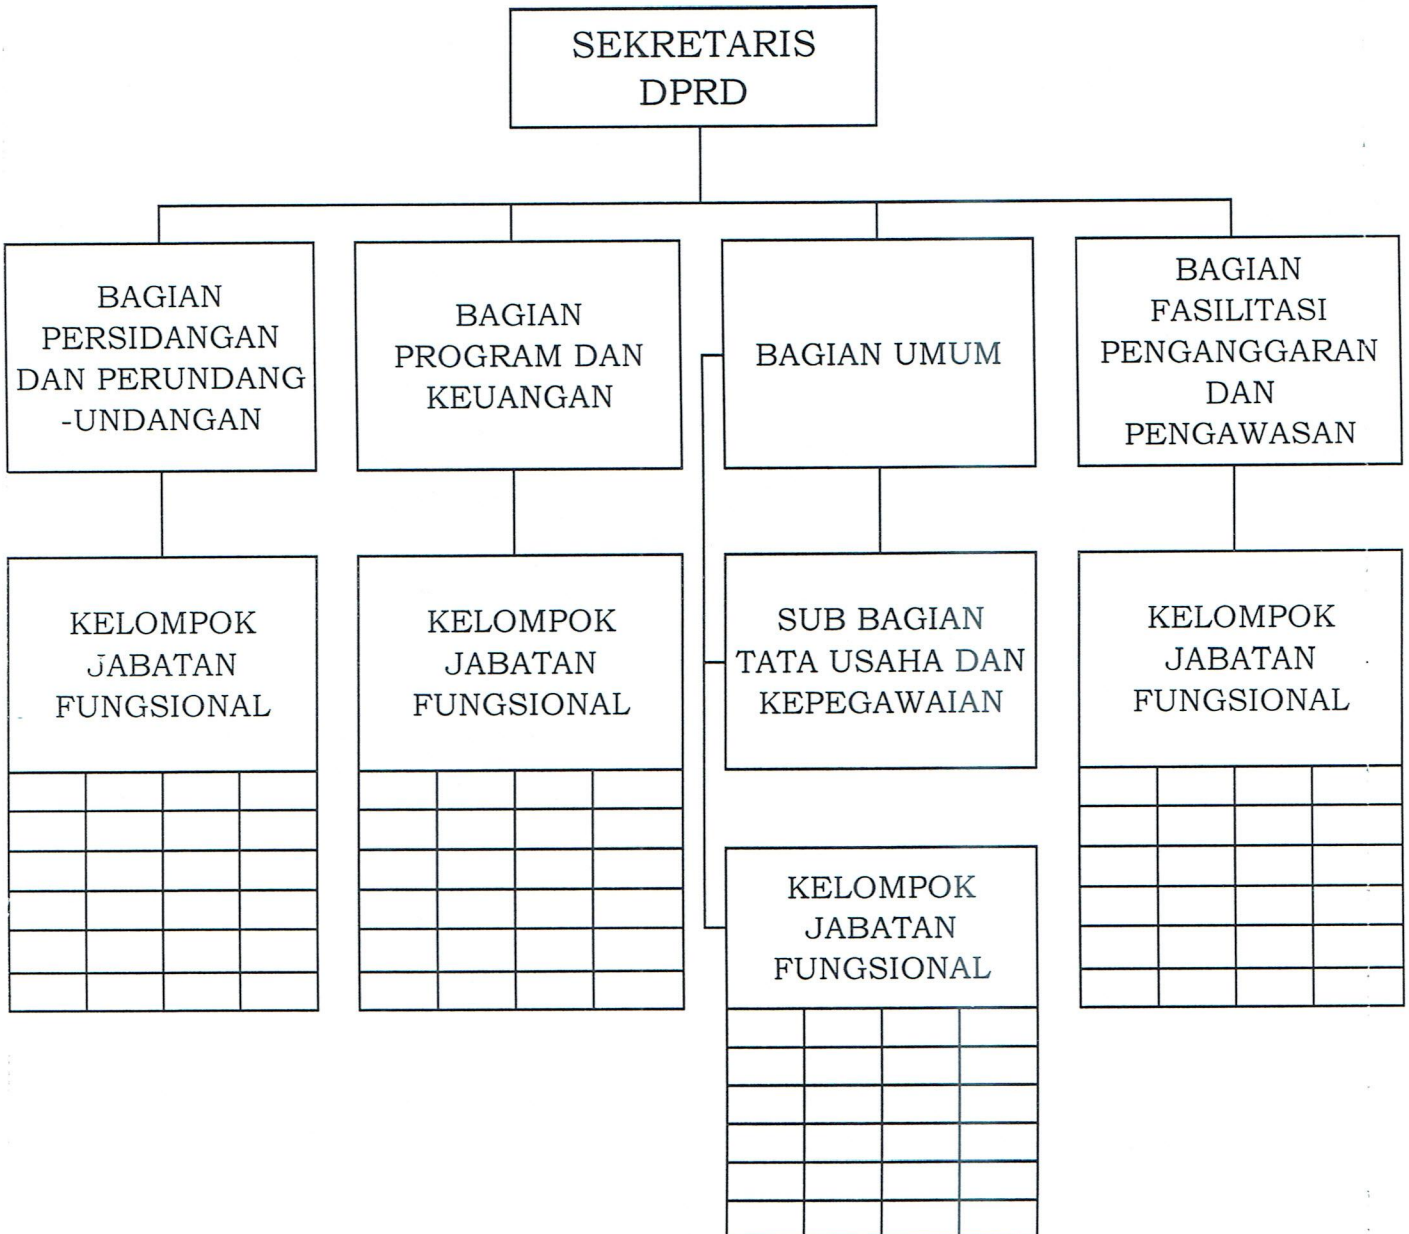 SEKRETARIS
DPRD
BAGIAN
PERSIDANGAN
DAN PERUNDANG
-UNDANGAN
BAGIAN
PROGRAM DAN
KEUANGAN
BAGIAN UMUM
BAGIAN
FASILITASI
PENGANGGARAN
DAN
PENGAWASAN
KELOMPOK
JABATAN
FUNGSIONAL
KELOMPOK
JABATAN
FUNGSIONAL
SUB BAGIAN
TATA USAHA DAN
KEPEGAWAIAN
KELOMPOK
JABATAN
FUNGSIONAL
KELOMPOK
JABATAN
FUNGSIONAL